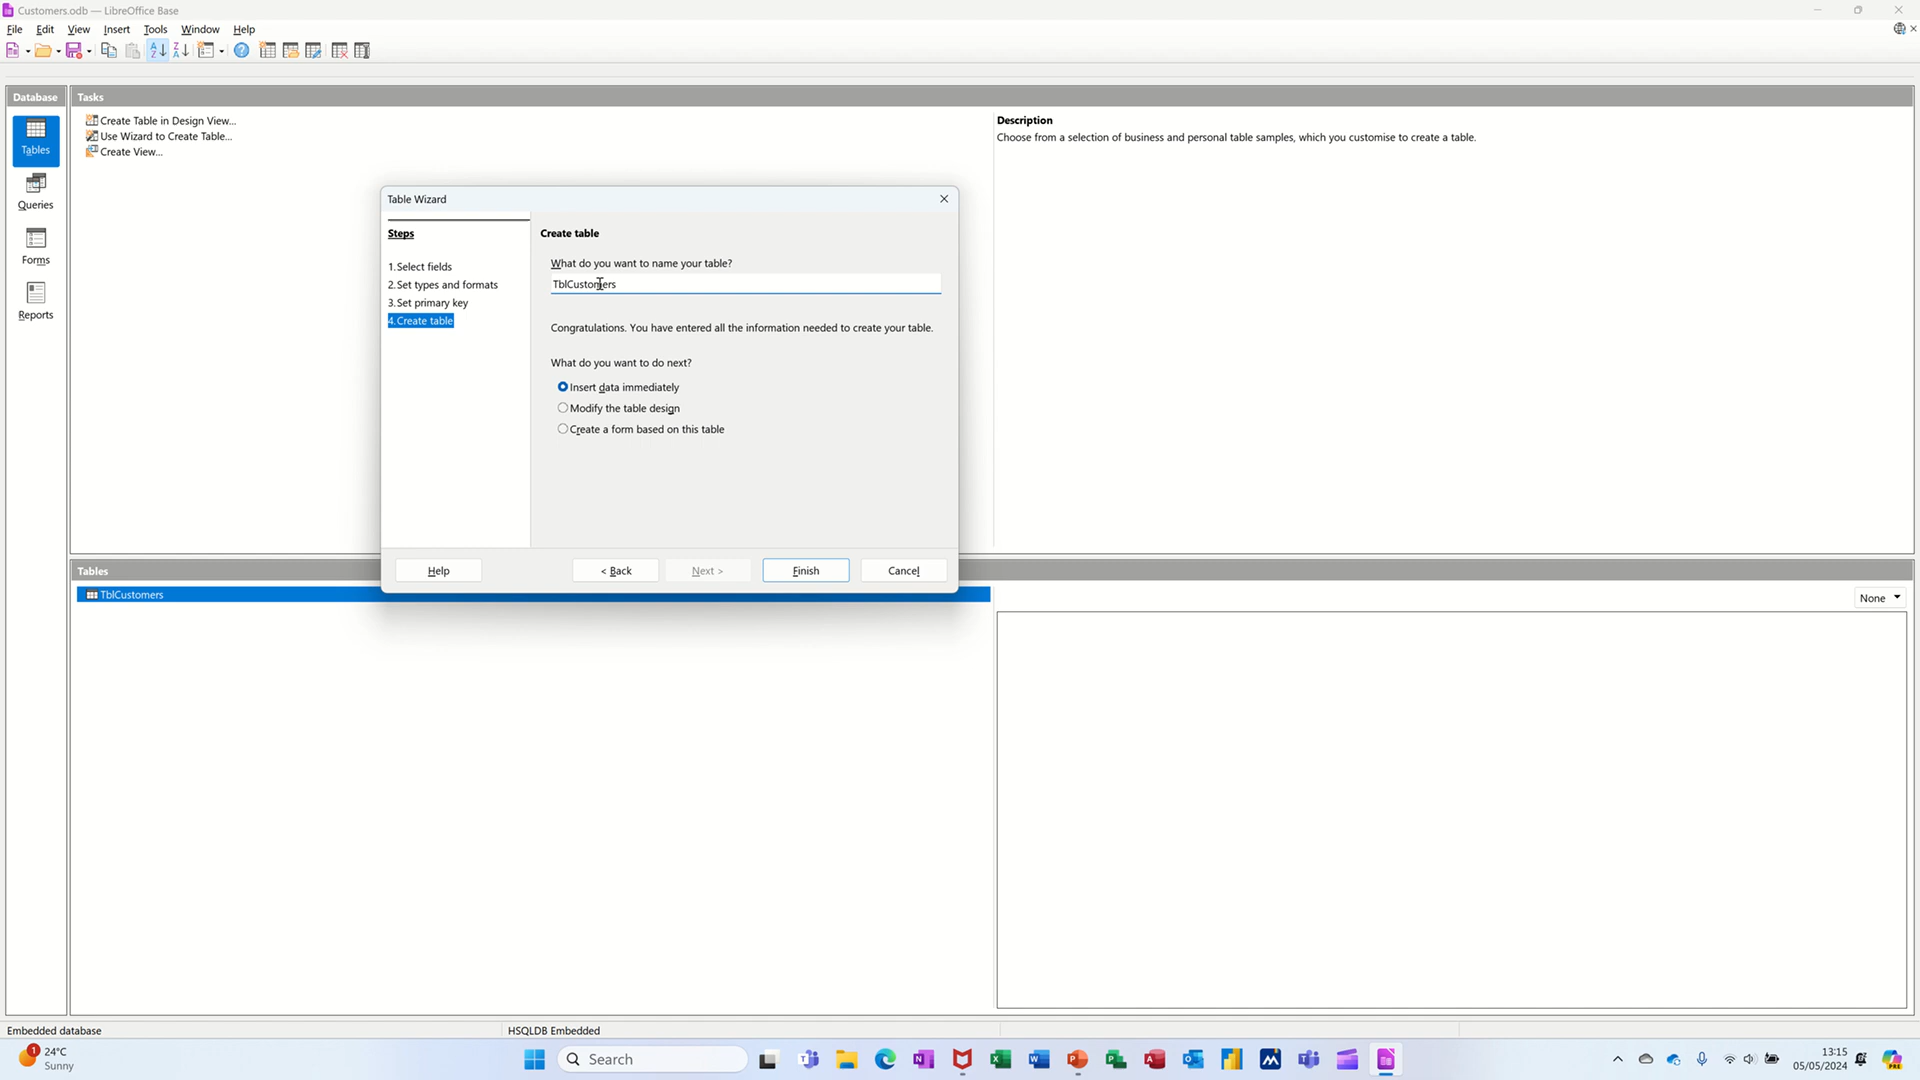 Customers.odb — LibreOffice Base
File Edit View Insert Tools Window Help
Database
Tasks
Tables
Queries
Forms
Reports
Create Table in Design View...
Use Wizard to Create Table...
Create View...
Description
Choose from a selection of business and personal table samples, which you customise to create a table.
Table Wizard
Steps
1.Select fields
2.Set types and formats
3.Set primary key
4.Create table
Create table
What do you want to name your table?
TblCustomers
Congratulations. You have entered all the information needed to create your table.
What do you want to do next?
Insert data immediately
Modify the table design
Create a form based on this table
Help
< Back
Next >
Finish
Cancel
Tables
TblCustomers
None
Embedded database
HSQLDB Embedded
1
24°C
Sunny
Search
13:15
05/05/2024
PRE